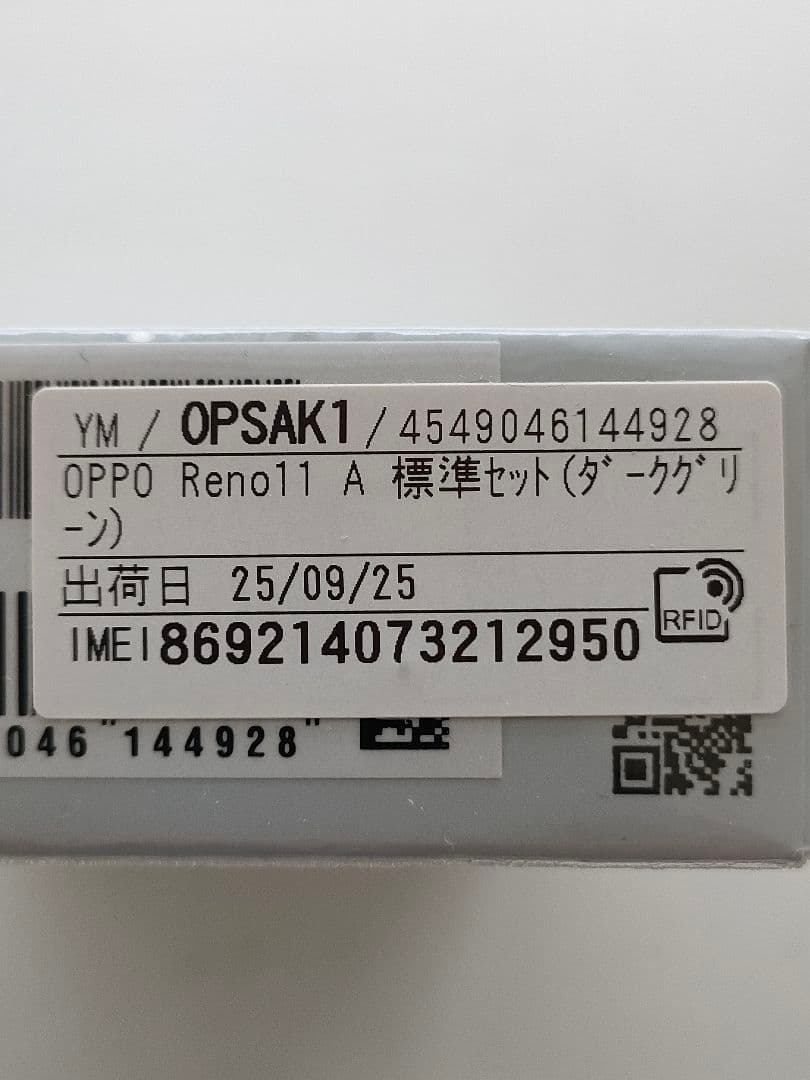 YM / OPSAK1 / 4549046144928
OPPO Reno11 A 標準セット(ダークグリ
ーン)
出荷日 25/09/25
RFID
IMEI869214073212950
046"144928"